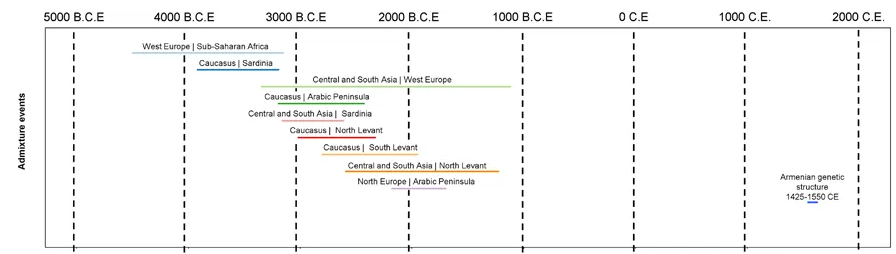 5000 B.C.E 4000 B.C.E 3000 B.C.E 2000 B.C.E 1000 B.C.E 0 C.E 1000 C.E. 2000 C.E.
West Europe | Sub-Saharan Africa
Caucasus | Sardinia
Central and South Asia | West Europe
Caucasus | Arabic Peninsula
Central and South Asia | Sardinia
Caucasus | North Levant
Caucasus | South Levant
Central and South Asia | North Levant
North Europe | Arabic Peninsula
Armenian genetic
structure
1425-1550 CE
Admixture events